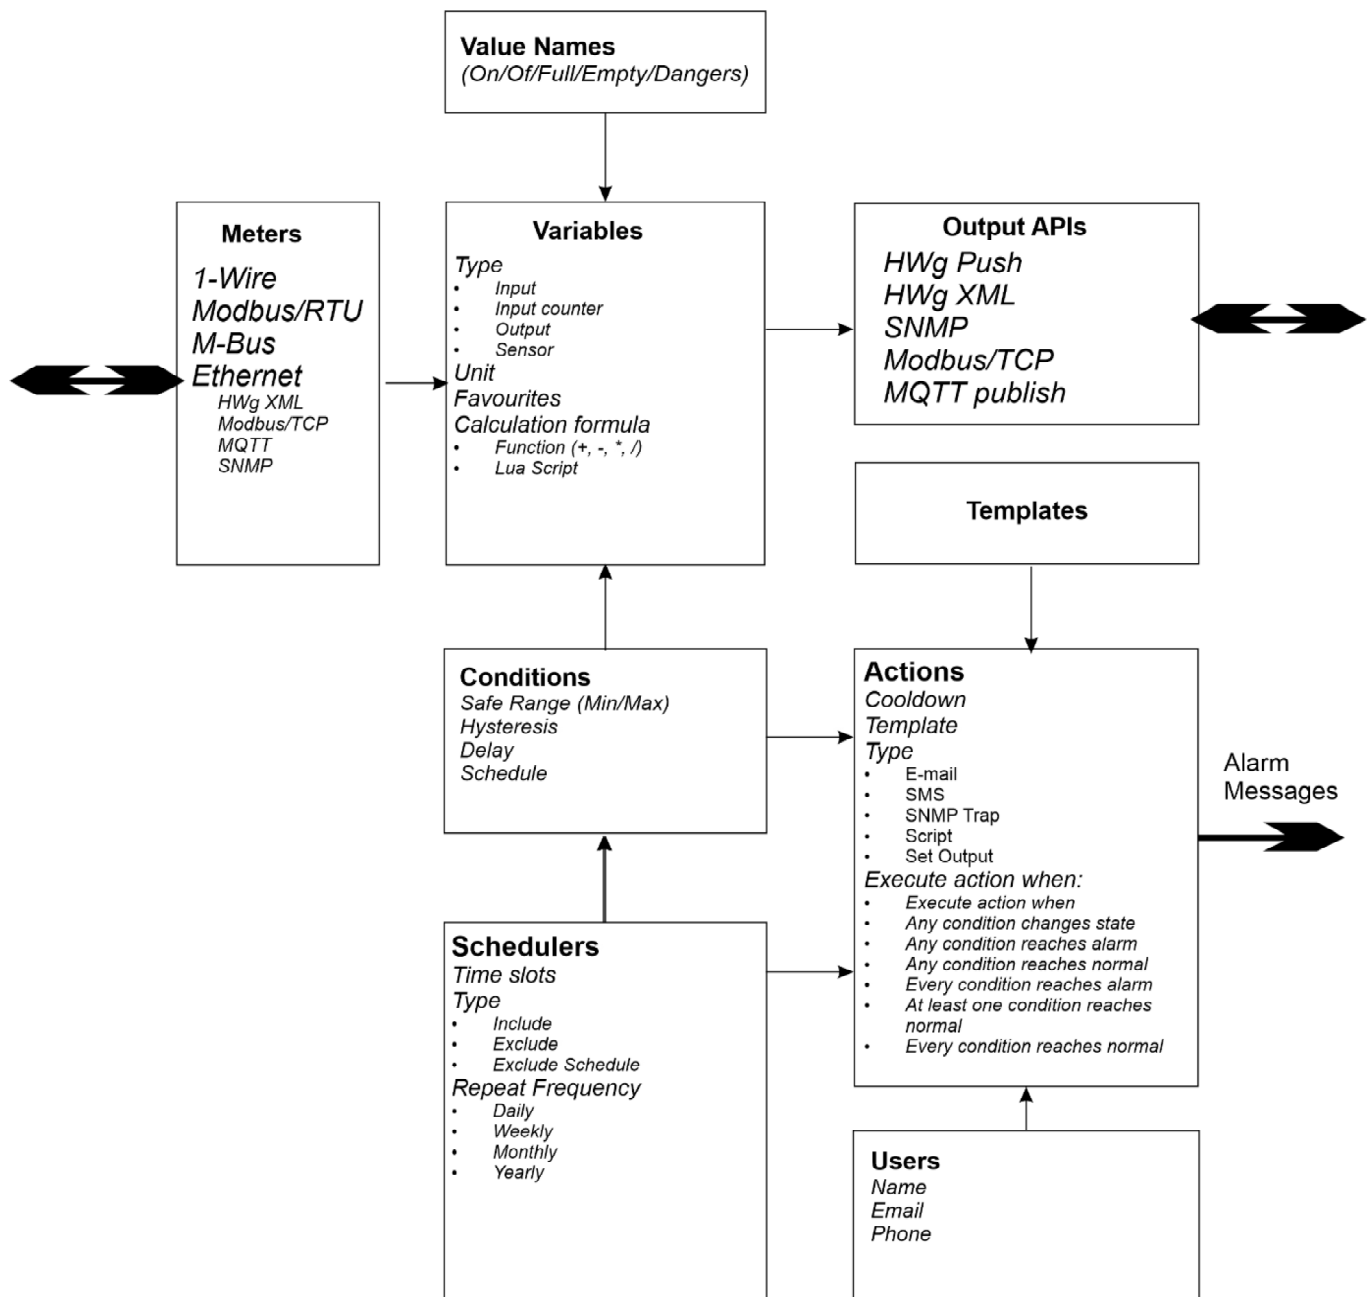 Value Names
(On/Of/Full/Empty/Dangers)
Meters
1-Wire
Modbus/RTU
M-Bus
Ethernet
HWg XML
Modbus/TCP
MQTT
SNMP
Variables
Type
• Input
• Input counter
• Output
• Sensor
Unit
Favourites
Calculation formula
• Function (+, -, *, /)
• Lua Script
Output APIs
HWg Push
HWg XML
SNMP
Modbus/TCP
MQTT publish
Templates
Conditions
Safe Range (Min/Max)
Hysteresis
Delay
Schedule
Actions
Cooldown
Template
Type
• E-mail
• SMS
• SNMP Trap
• Script
• Set Output
Execute action when:
• Execute action when
• Any condition changes state
• Any condition reaches alarm
• Any condition reaches normal
• Every condition reaches alarm
• At least one condition reaches
normal
• Every condition reaches normal
Alarm
Messages
Schedulers
Time slots
Type
• Include
• Exclude
• Exclude Schedule
Repeat Frequency
• Daily
• Weekly
• Monthly
• Yearly
Users
Name
Email
Phone